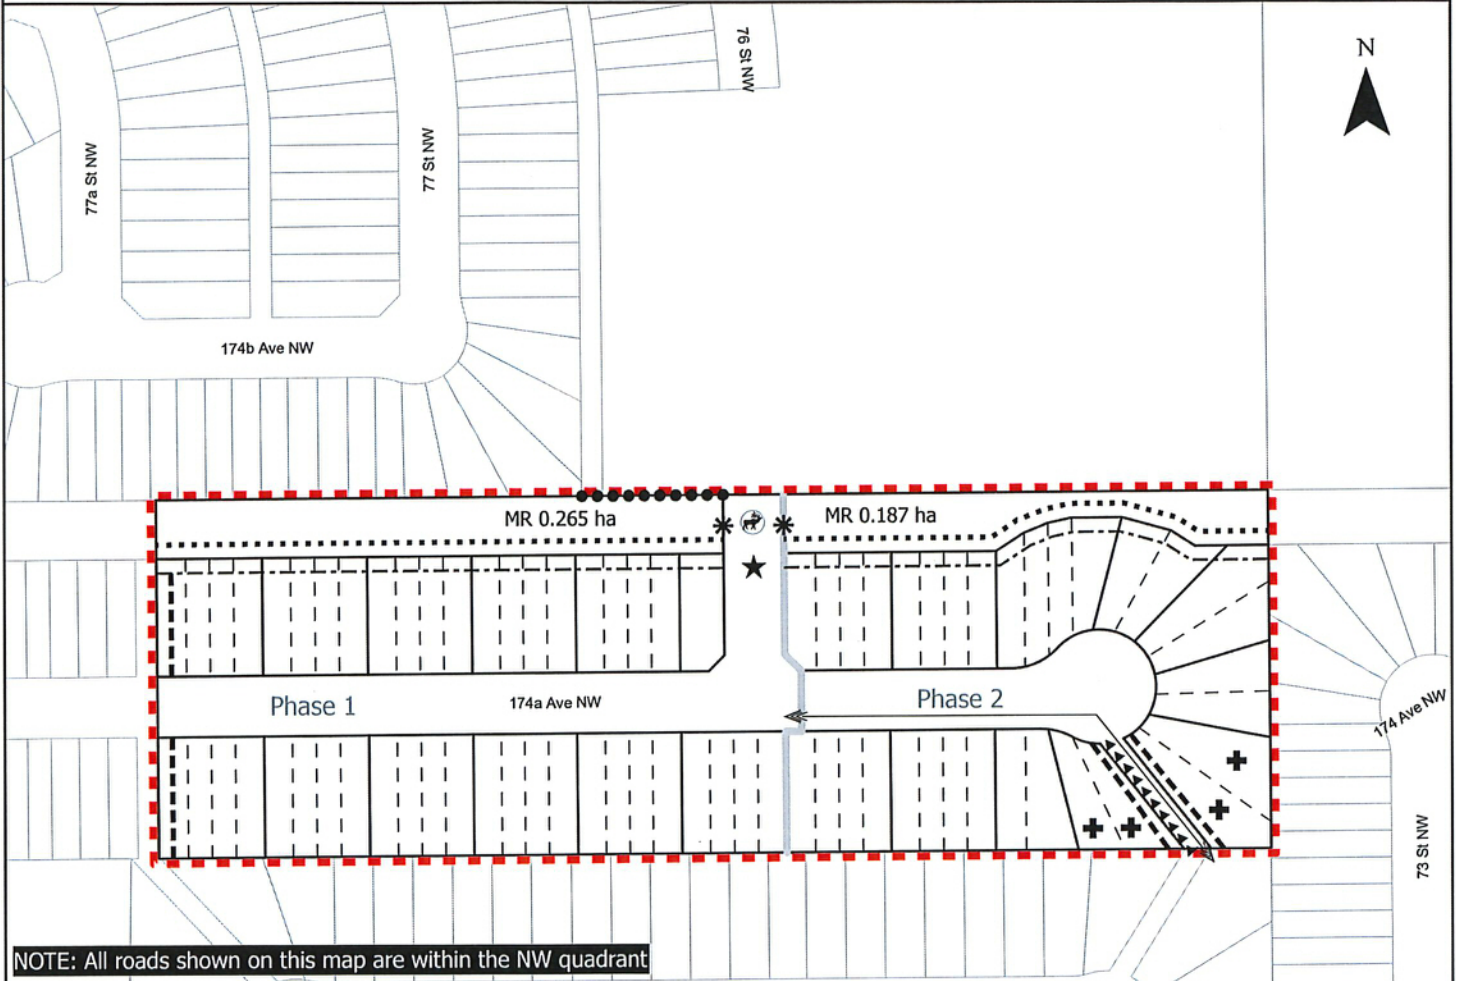 76 St NW
N
77a St NW
77 St NW
174b Ave NW
MR 0.265 ha
MR 0.187 ha
Phase 1
174a Ave NW
Phase 2
174 Ave NW
73 St NW
NOTE: All roads shown on this map are within the NW quadrant